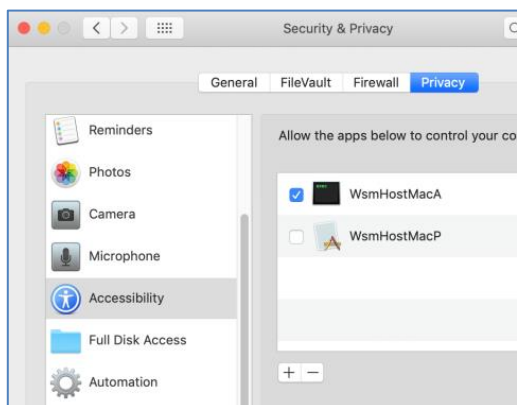 Security & Privacy
General FileVault Firewall Privacy
Reminders
Photos
Camera
Microphone
Accessibility
Full Disk Access
Automation
Allow the apps below to control your co
WsmHostMacA
WsmHostMacP
+ −